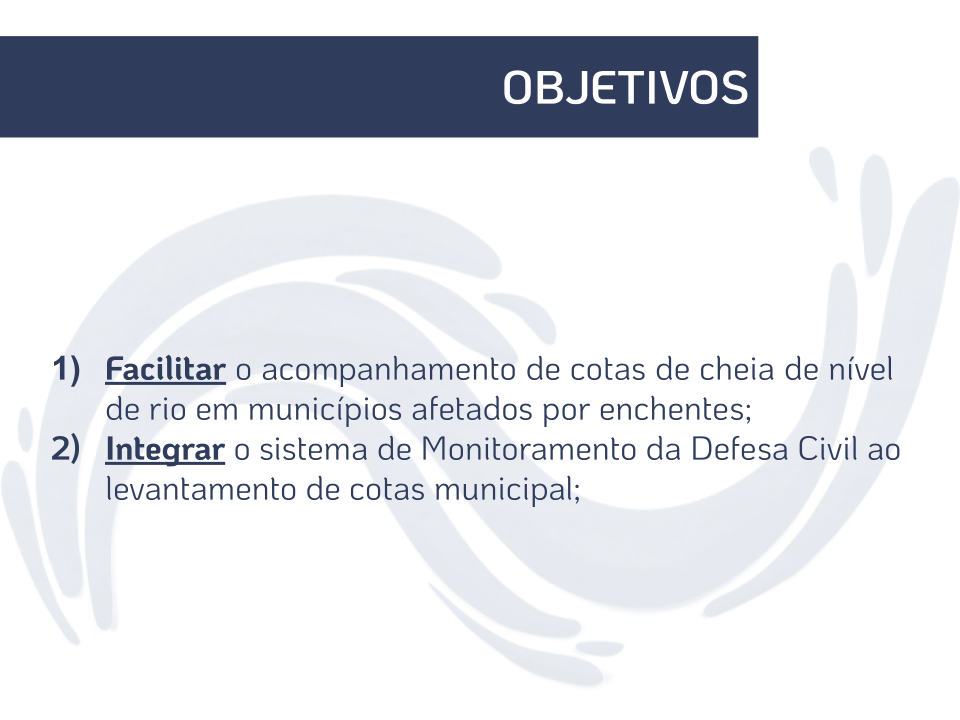 OBJETIVOS
1) Facilitar o acompanhamento de cotas de cheia de nível
de rio em municípios afetados por enchentes;
2) Integrar o sistema de Monitoramento da Defesa Civil ao
levantamento de cotas municipal;